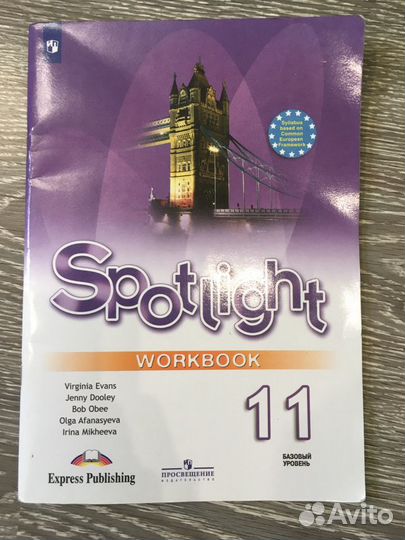 Syllabus
based on
Common
European
Framework
Spotlight
WORKBOOK
Virginia Evans
Jenny Dooley
Bob Obee
Olga Afanasyeva
Irina Mikheeva
11
БАЗОВЫЙ
УРОВЕНЬ
Express Publishing
ПРОСВЕЩЕНИЕ
ИЗДАТЕЛЬСТВО
Avito